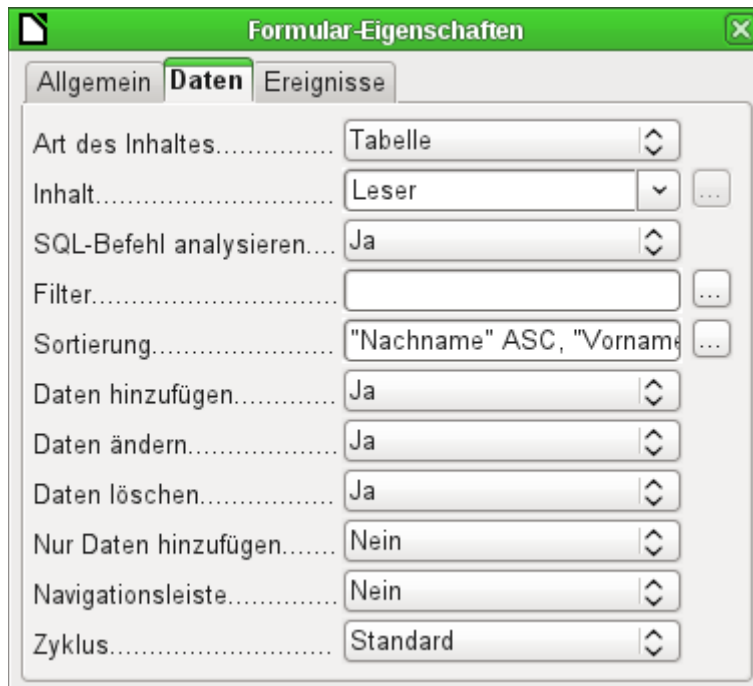 Formular-Eigenschaften
Allgemein Daten Ereignisse
Art des Inhaltes............... Tabelle
Inhalt............................ Leser ...
SQL-Befehl analysieren.... Ja
Filter............................. ...
Sortierung...................... "Nachname" ASC, "Vorname ...
Daten hinzufügen............. Ja
Daten ändern.................. Ja
Daten löschen................. Ja
Nur Daten hinzufügen....... Nein
Navigationsleiste.............. Nein
Zyklus........................... Standard